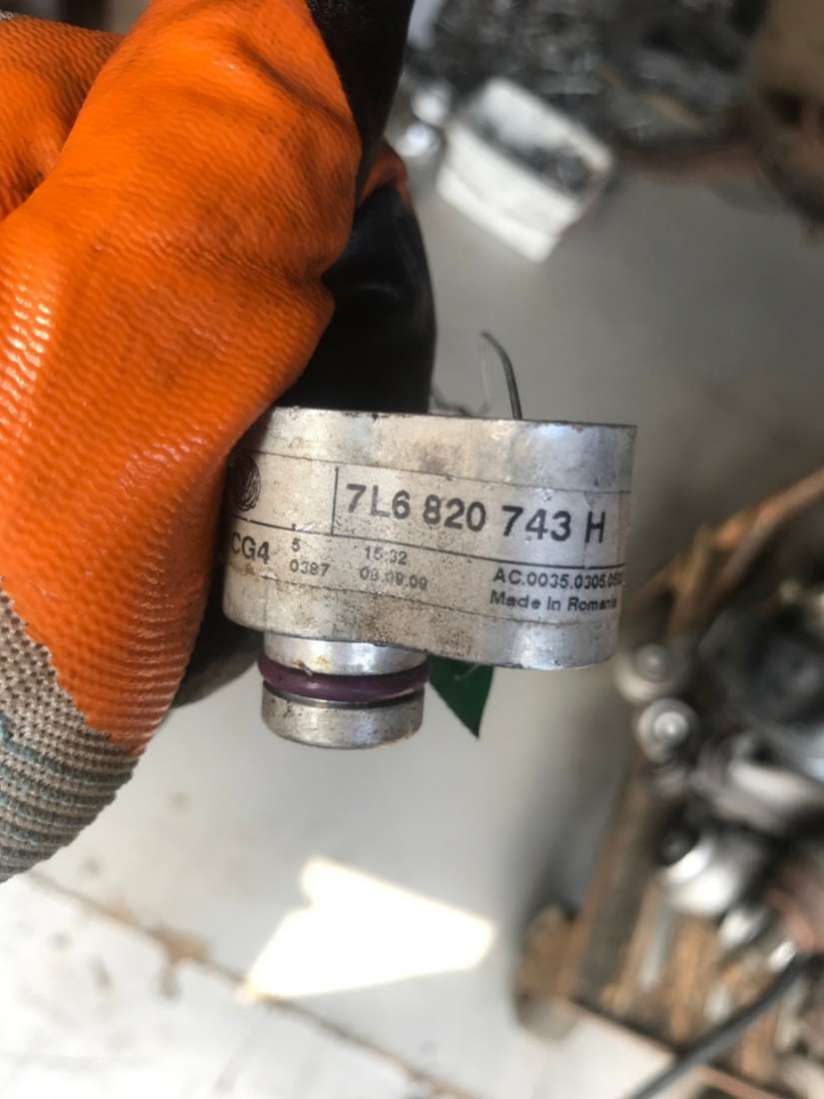 7L6 820 743 H
CG4 5 15:32
0387 08.09.09 AC.0035.0305
Made in Romania